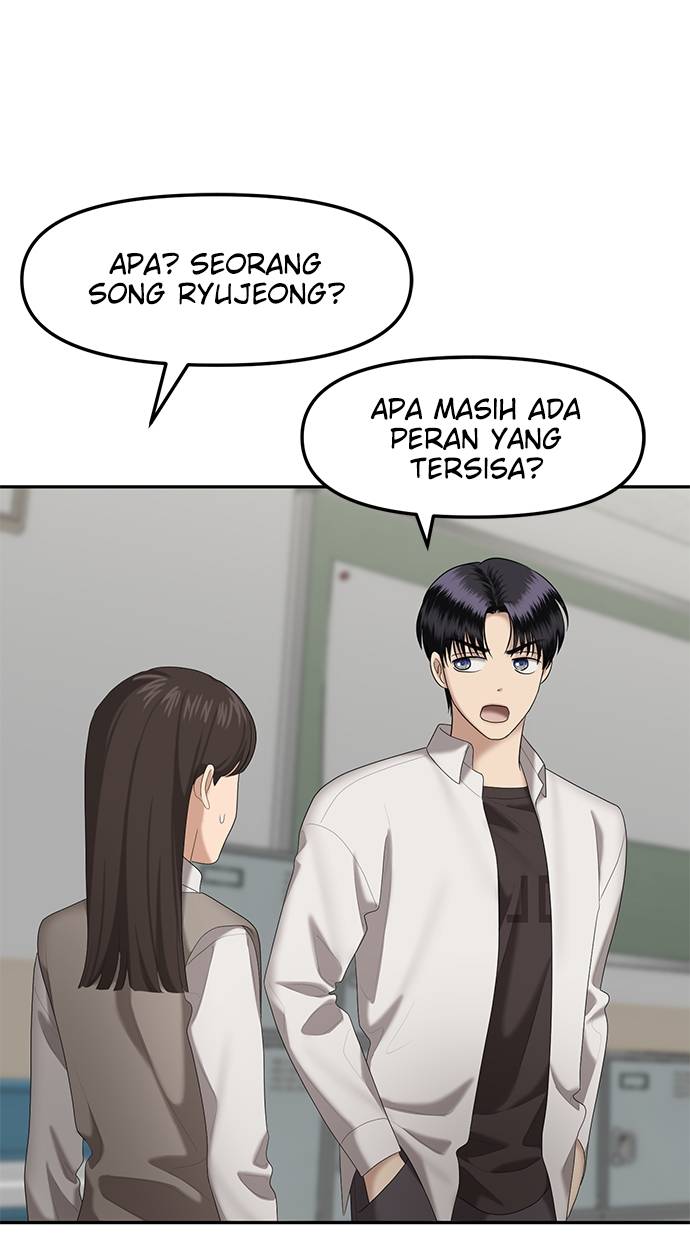 APA? SEORANG
SONG RYUJEONG?
APA MASIH ADA
PERAN YANG
TERSISA?